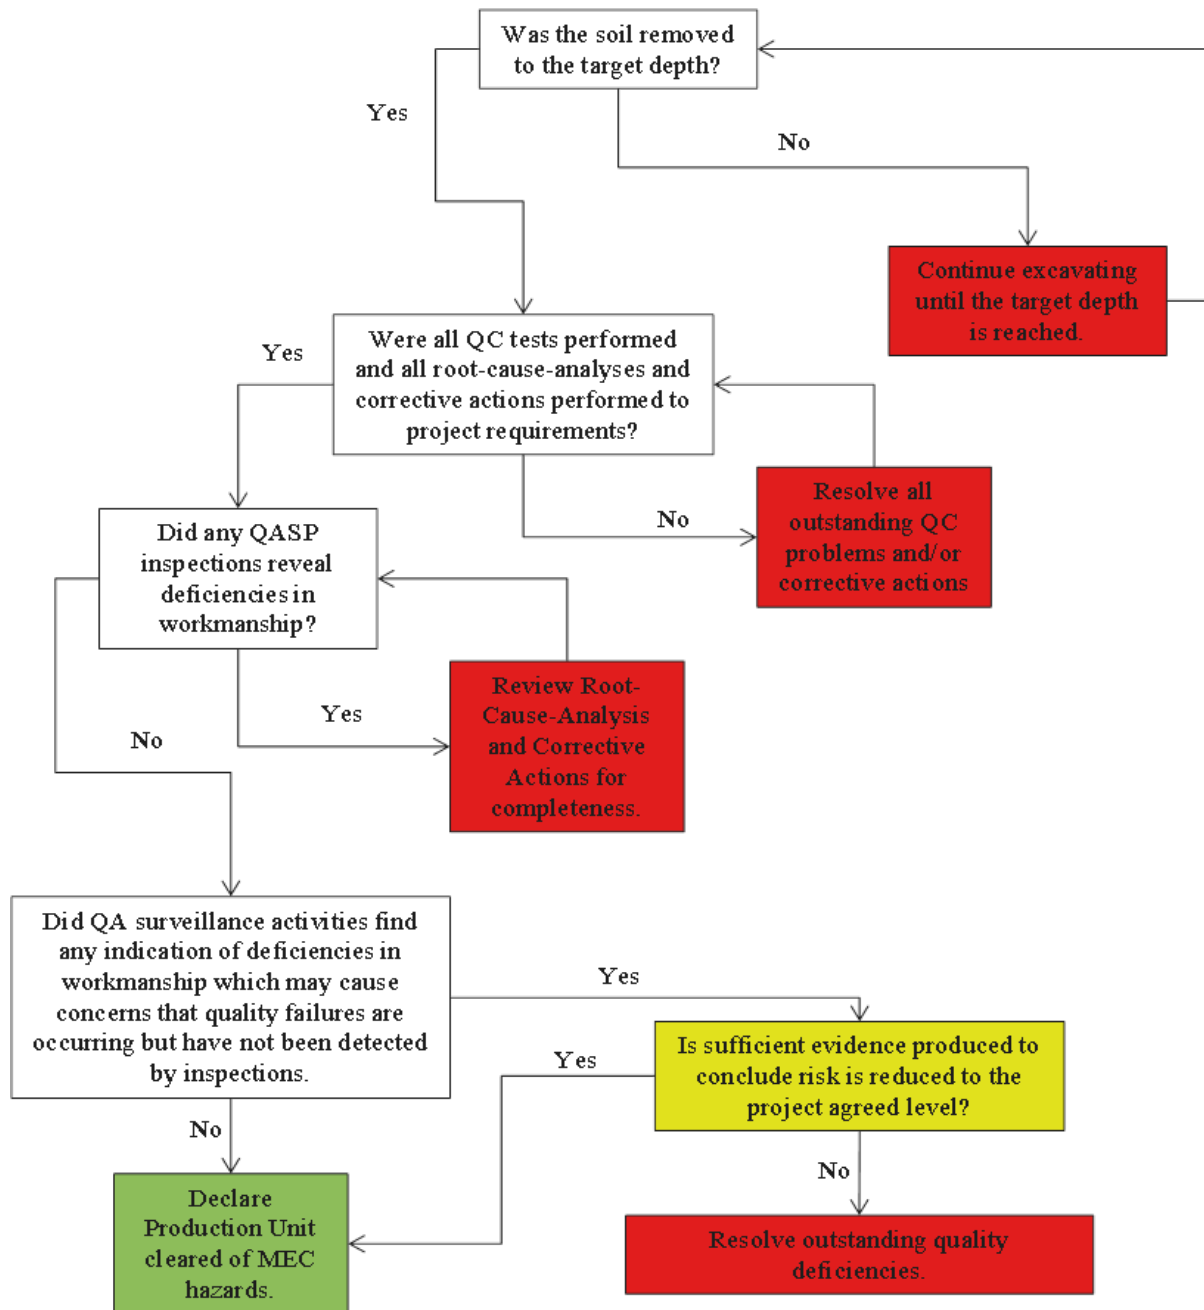 Was the soil removed
to the target depth?
Yes
No
Continue excavating
until the target depth
is reached.
Were all QC tests performed
and all root-cause-analyses and
corrective actions performed to
project requirements?
Yes
No
Resolve all
outstanding QC
problems and/or
corrective actions
Did any QASP
inspections reveal
deficiencies in
workmanship?
Yes
No
Review Root-
Cause-Analysis
and Corrective
Actions for
completeness.
Did QA surveillance activities find
any indication of deficiencies in
workmanship which may cause
concerns that quality failures are
occurring but have not been detected
by inspections.
Yes
Is sufficient evidence produced to
conclude risk is reduced to the
project agreed level?
Yes
No
No
Declare
Production Unit
cleared of MEC
hazards.
Resolve outstanding quality
deficiencies.